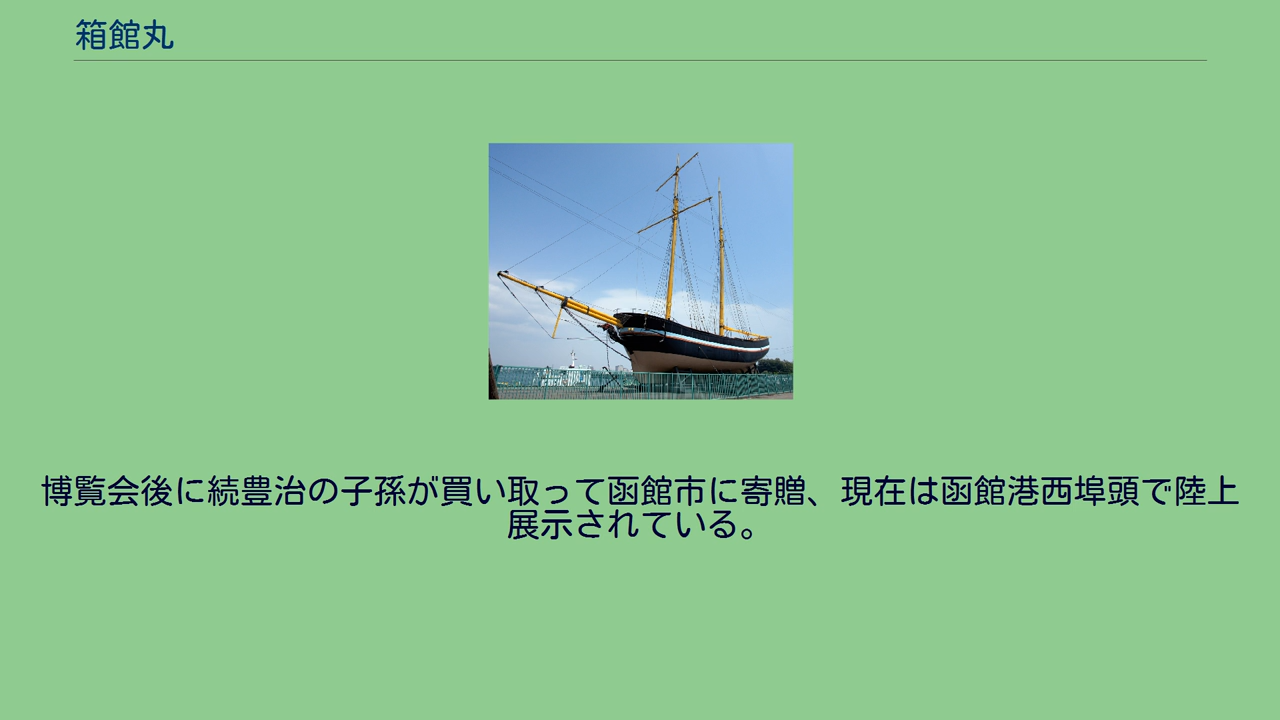 箱館丸
博覧会後に続豊治の子孫が買い取って函館市に寄贈、現在は函館港西埠頭で陸上
展示されている。